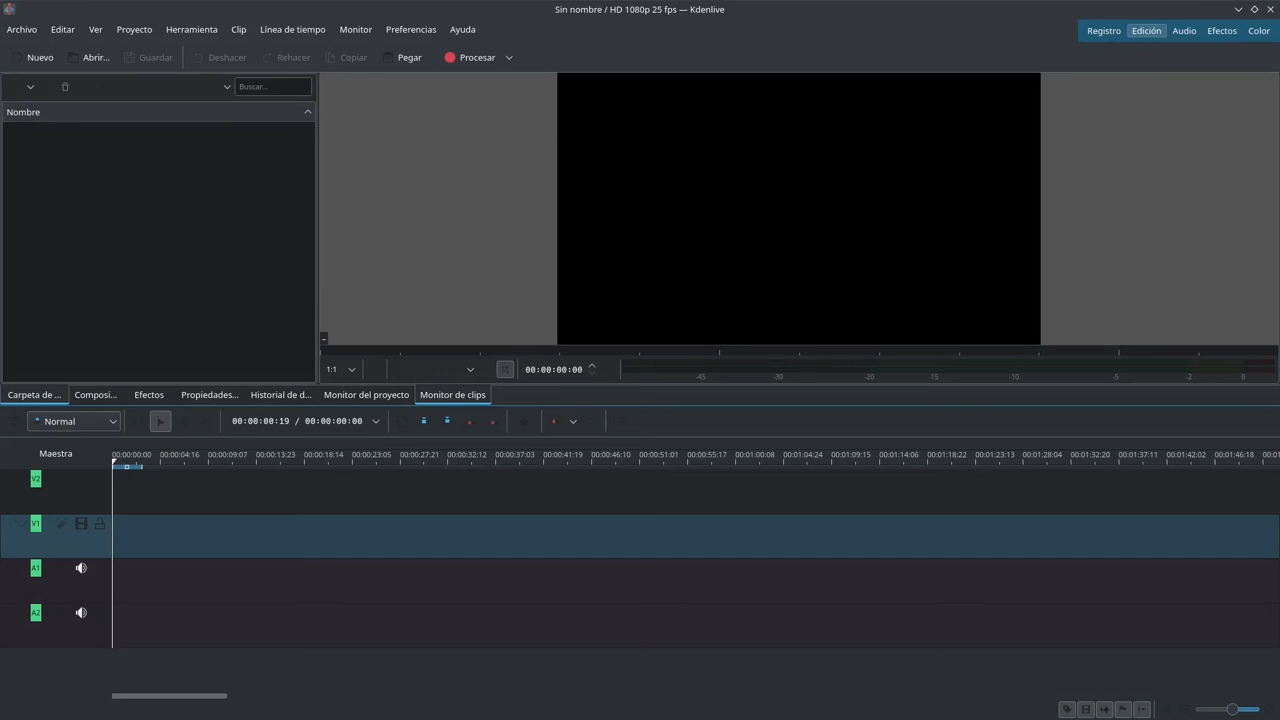 Sin nombre / HD 1080p 25 fps — Kdenlive
Archivo Editar Ver Proyecto Herramienta Clip Línea de tiempo Monitor Preferencias Ayuda
Registro Edición Audio Efectos Color
Nuevo Abrir... Guardar Deshacer Rehacer Copiar Pegar Procesar
Buscar...
Nombre
1:1 00:00:00:00
-45 -30 -20 -15 -10 -5 -2 0
Carpeta de ... Composi... Efectos Propiedades... Historial de d... Monitor del proyecto Monitor de clips
Normal 00:00:00:19 / 00:00:00:00
Maestra
00:00:00:00 00:00:04:16 00:00:09:07 00:00:13:23 00:00:18:14 00:00:23:05 00:00:27:21 00:00:32:12 00:00:37:03 00:00:41:19 00:00:46:10 00:00:51:01 00:00:55:17 00:01:00:08 00:01:04:24 00:01:09:15 00:01:14:06 00:01:18:22 00:01:23:13 00:01:28:04 00:01:32:20 00:01:37:11 00:01:42:02 00:01:46:18 00:01
V2
V1
A1
A2